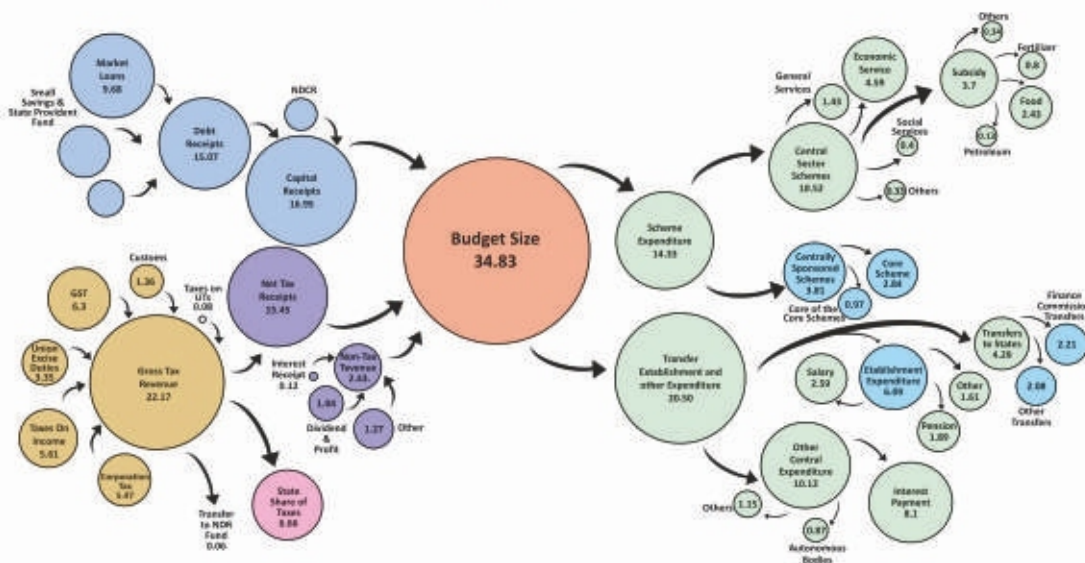 Market
Loans
9.68
Small
Savings &
State Provident
Fund
Debt
Receipts
15.07
NDCR
Capital
Receipts
Customs
1.36
GST
6.3
Taxes on
UTs
0.08
Union
Excise
Duties
3.35
Gross Tax
Revenue
22.17
Taxes On
Income
5.61
Corporation
Tax
5.47
Transfer
to NDR
Fund
0.06
State
Share of
Taxes
Net Tax
Receipts
15.45
Interest
Receipt
0.12
Non-Tax
Revenue
2.43
1.04
Dividend
&
Profit
1.27
Other
Budget Size
34.83
Scheme
Expenditure
14.33
General
Services
1.43
Economic
Service
4.59
Central
Sector
Schemes
10.52
Social
Services
0.4
0.33
Others
Subsidy
3.7
Others
0.34
Fertilizer
0.8
Food
2.43
0.12
Petroleum
Centrally
Sponsored
Schemes
3.81
Core
Scheme
2.84
0.97
Core of the
Core Schemes
Transfer
Establishment and
other Expenditure
20.50
Transfers
to States
4.29
Finance
Commission
Transfers
2.21
2.08
Other
Transfers
Salary
2.59
Etablishment
Expenditure
6.09
Other
1.61
Pension
1.89
Other
Central
Expenditure
10.12
Others
1.15
0.87
Autonomous
Bodies
Interest
Payment
8.1